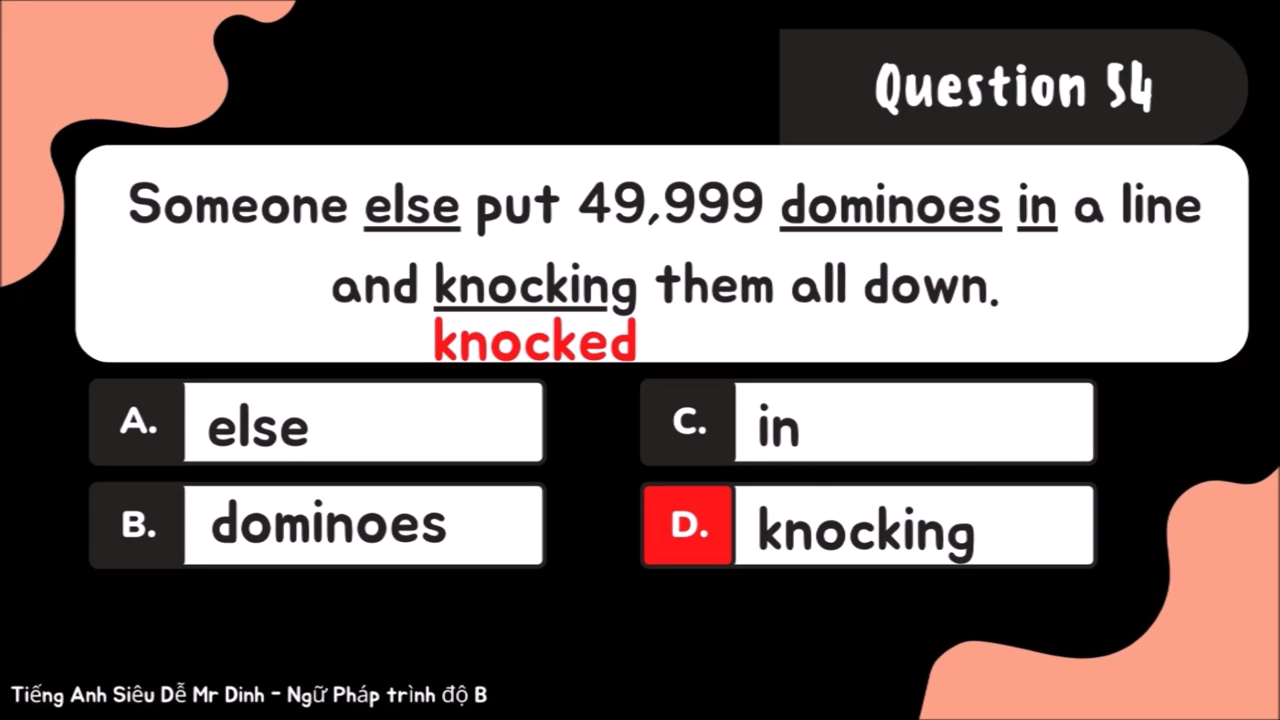 Question 54
Someone else put 49,999 dominoes in a line
and knocking them all down.
knocked
A. else
C. in
B. dominoes
D. knocking
Tiếng Anh Siêu Dễ Mr Dinh - Ngữ Pháp trình độ B